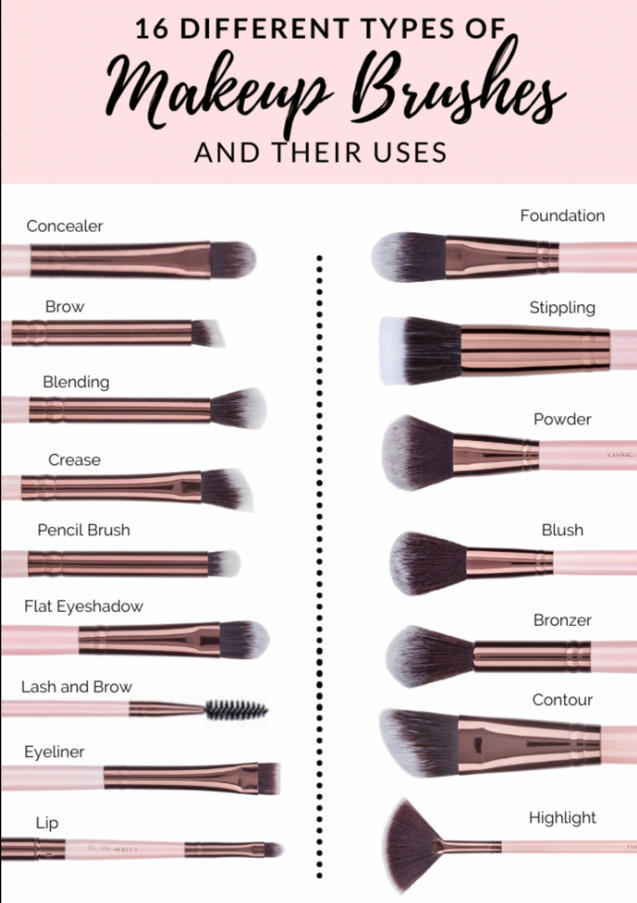 16 DIFFERENT TYPES OF
Makeup Brushes
AND THEIR USES
Concealer
Brow
Blending
Crease
Pencil Brush
Flat Eyeshadow
Lash and Brow
Eyeliner
Lip
Foundation
Stippling
Powder
Blush
Bronzer
Contour
Highlight